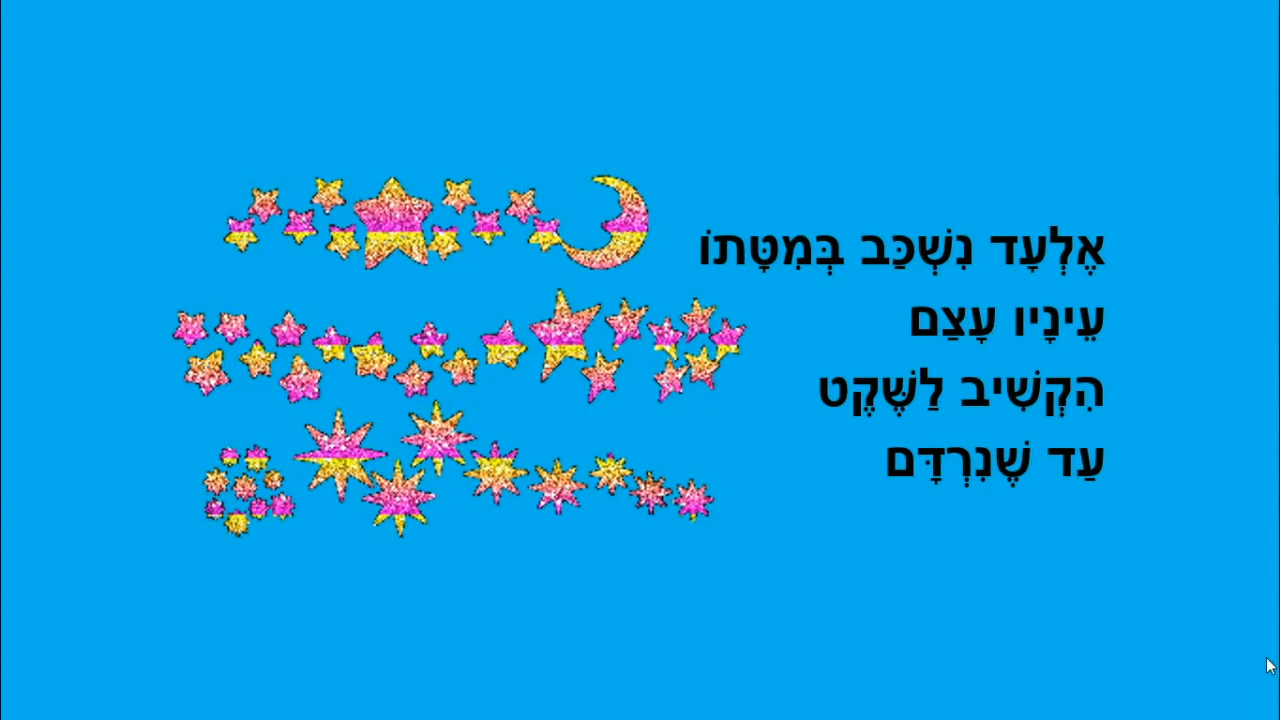 אֶלְעָד נִשְׁכַּב בְּמִטָּתוֹ
עֵינָיו עָצַם
הִקְשִׁיב לַשֶּׁקֶט
עַד שֶׁנִרְדָּם